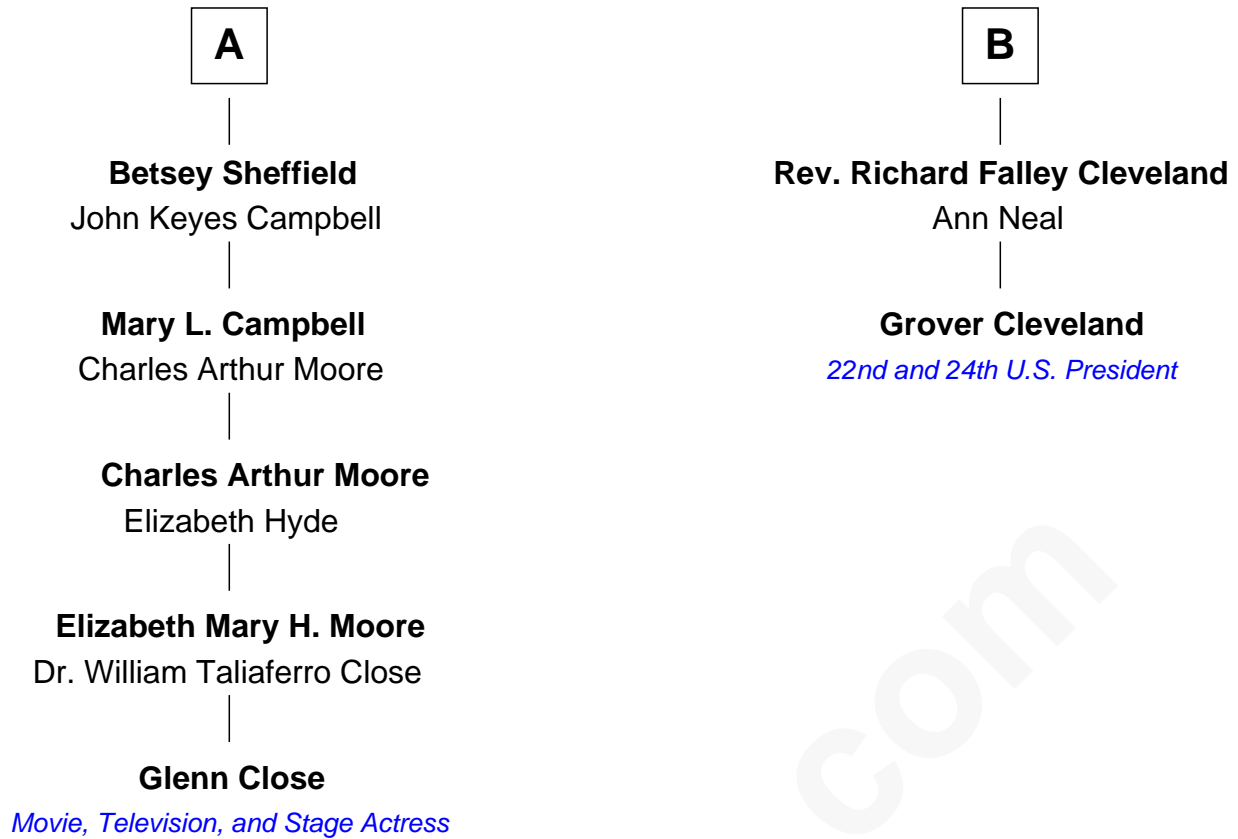 A
Betsey Sheffield
John Keyes Campbell
Mary L. Campbell
Charles Arthur Moore
Charles Arthur Moore
Elizabeth Hyde
Elizabeth Mary H. Moore
Dr. William Taliaferro Close
Glenn Close
Movie, Television, and Stage Actress
B
Rev. Richard Falley Cleveland
Ann Neal
Grover Cleveland
22nd and 24th U.S. President
com